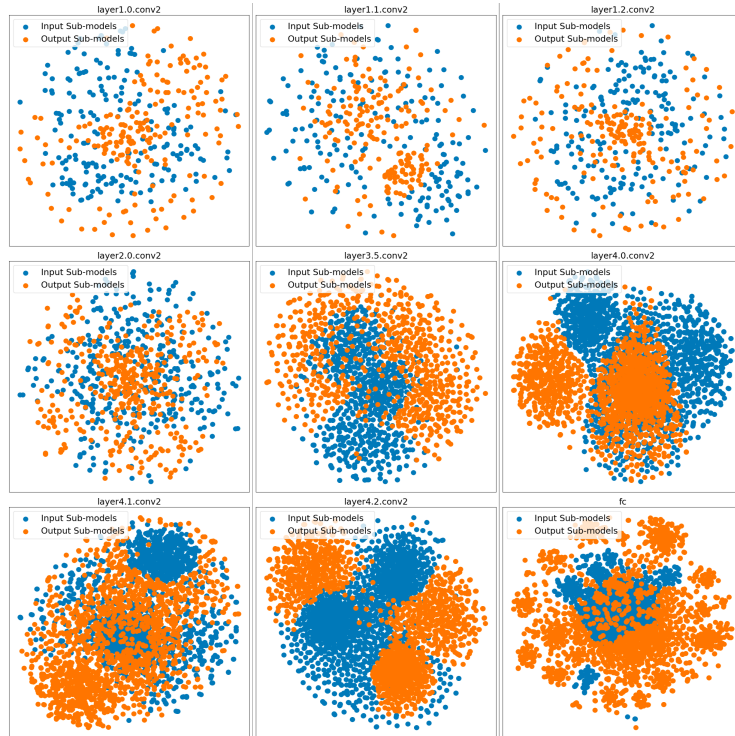 layer1.0.conv2
Input Sub-models
Output Sub-models
layer1.1.conv2
Input Sub-models
Output Sub-models
layer1.2.conv2
Input Sub-models
Output Sub-models
layer2.0.conv2
Input Sub-models
Output Sub-models
layer3.5.conv2
Input Sub-models
Output Sub-models
layer4.0.conv2
Input Sub-models
Output Sub-models
layer4.1.conv2
Input Sub-models
Output Sub-models
layer4.2.conv2
Input Sub-models
Output Sub-models
fc
Input Sub-models
Output Sub-models